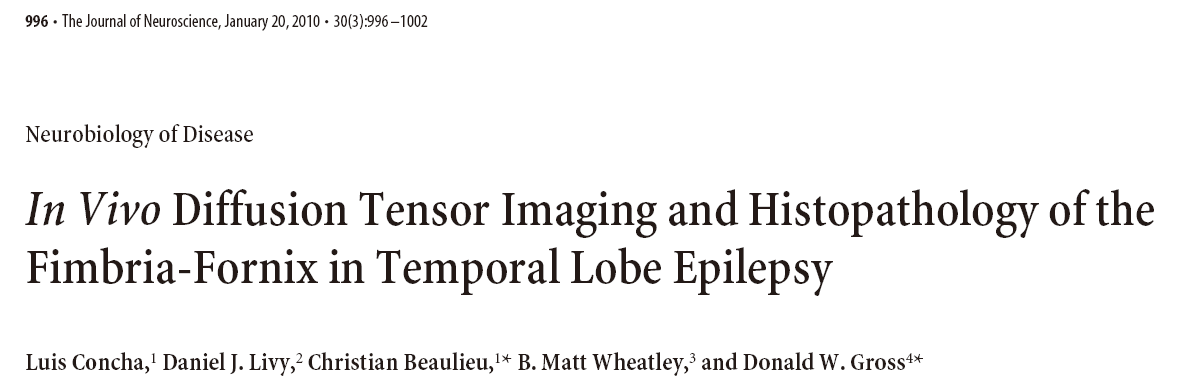 996 • The Journal of Neuroscience, January 20, 2010 • 30(3):996–1002
Neurobiology of Disease
In Vivo Diffusion Tensor Imaging and Histopathology of the
Fimbria-Fornix in Temporal Lobe Epilepsy
Luis Concha,¹ Daniel J. Livy,² Christian Beaulieu,¹* B. Matt Wheatley,³ and Donald W. Gross⁴*